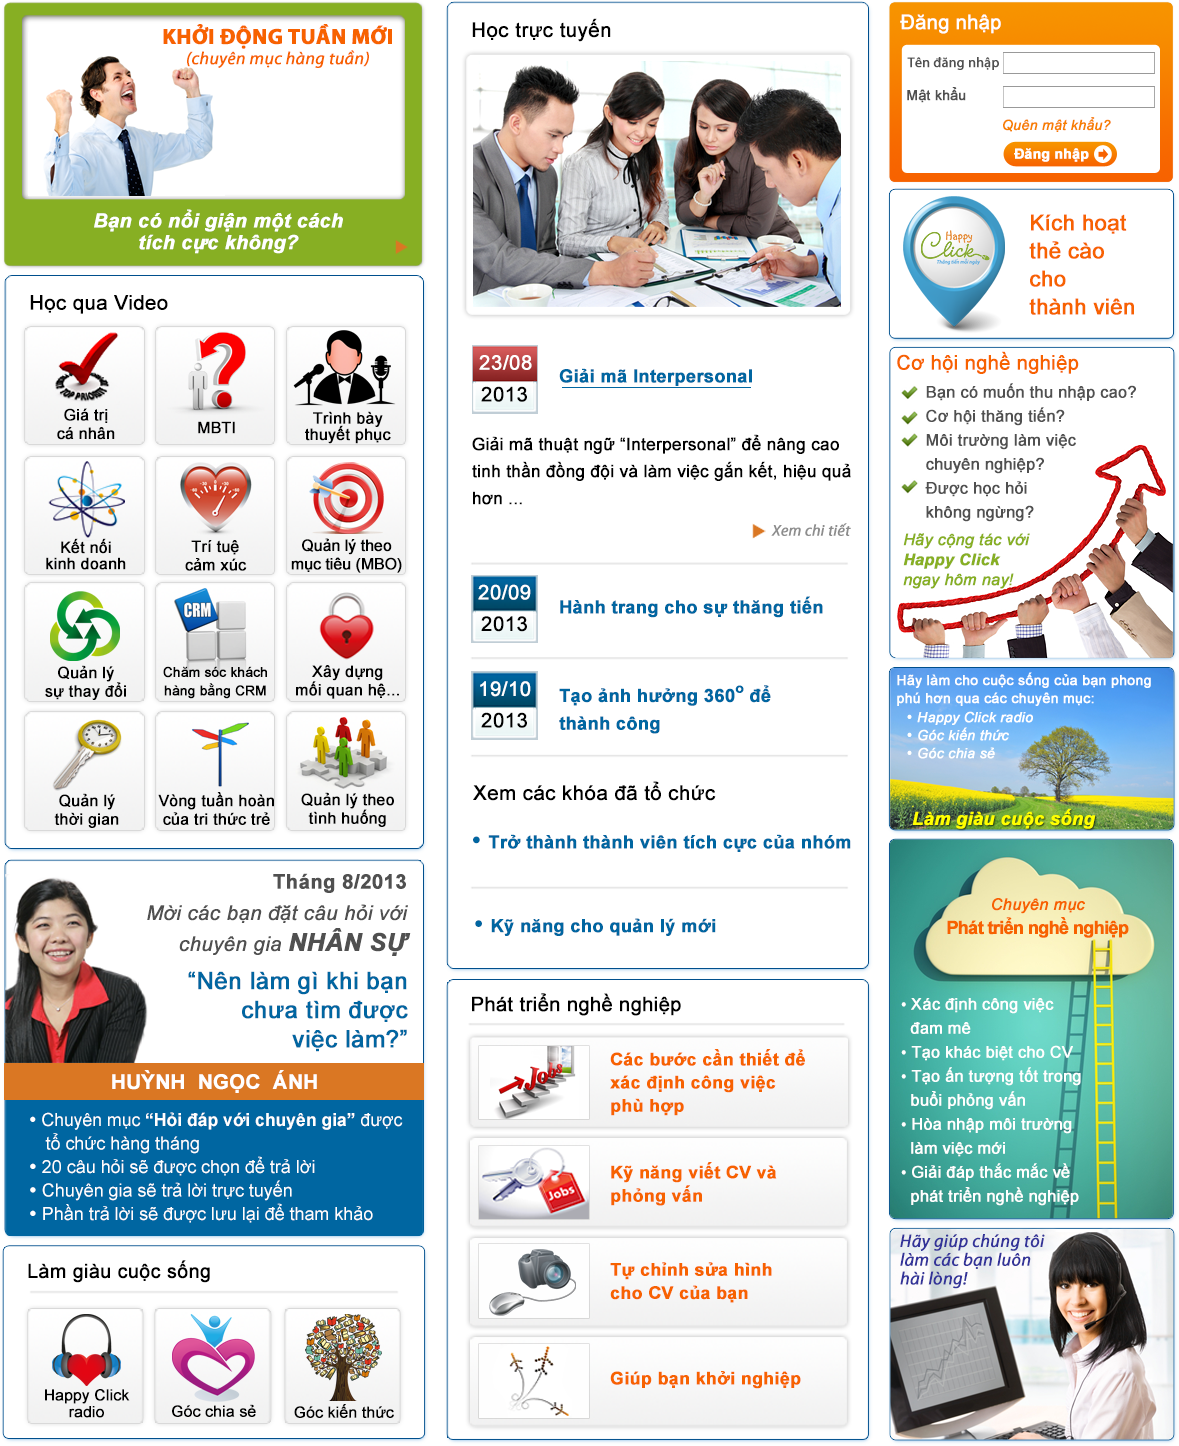 KHỞI ĐỘNG TUẦN MỚI
(chuyên mục hàng tuần)
Bạn có nổi giận một cách
tích cực không?
Học qua Video
Giá trị
cá nhân
MBTI
Trình bày
thuyết phục
Kết nối
kinh doanh
Trí tuệ
cảm xúc
Quản lý theo
mục tiêu (MBO)
Quản lý
sự thay đổi
CRM
Chăm sóc khách
hàng bằng CRM
Xây dựng
mối quan hệ...
Quản lý
thời gian
Vòng tuần hoàn
của tri thức trẻ
Quản lý theo
tình huống
Tháng 8/2013
Mời các bạn đặt câu hỏi với
chuyên gia NHÂN SỰ
“Nên làm gì khi bạn
chưa tìm được
việc làm?”
HUỲNH NGỌC ÁNH
• Chuyên mục “Hỏi đáp với chuyên gia” được
tổ chức hàng tháng
• 20 câu hỏi sẽ được chọn để trả lời
• Chuyên gia sẽ trả lời trực tuyến
• Phần trả lời sẽ được lưu lại để tham khảo
Làm giàu cuộc sống
Happy Click
radio
Góc chia sẻ
Góc kiến thức
Học trực tuyến
23/08
2013
Giải mã Interpersonal
Giải mã thuật ngữ “Interpersonal” để nâng cao
tinh thần đồng đội và làm việc gắn kết, hiệu quả
hơn ...
Xem chi tiết
20/09
2013
Hành trang cho sự thăng tiến
19/10
2013
Tạo ảnh hưởng 360° để
thành công
Xem các khóa đã tổ chức
• Trở thành thành viên tích cực của nhóm
• Kỹ năng cho quản lý mới
Phát triển nghề nghiệp
Jobs
Các bước cần thiết để
xác định công việc
phù hợp
Jobs
Kỹ năng viết CV và
phỏng vấn
Tự chỉnh sửa hình
cho CV của bạn
Giúp bạn khởi nghiệp
Đăng nhập
Tên đăng nhập
Mật khẩu
Quên mật khẩu?
Đăng nhập
Happy
Click
Thăng tiến mỗi ngày
Kích hoạt
thẻ cào
cho
thành viên
Cơ hội nghề nghiệp
Bạn có muốn thu nhập cao?
Cơ hội thăng tiến?
Môi trường làm việc
chuyên nghiệp?
Được học hỏi
không ngừng?
Hãy cộng tác với
Happy Click
ngay hôm nay!
Hãy làm cho cuộc sống của bạn phong
phú hơn qua các chuyên mục:
• Happy Click radio
• Góc kiến thức
• Góc chia sẻ
Làm giàu cuộc sống
Chuyên mục
Phát triển nghề nghiệp
• Xác định công việc
đam mê
• Tạo khác biệt cho CV
• Tạo ấn tượng tốt trong
buổi phỏng vấn
• Hòa nhập môi trường
làm việc mới
• Giải đáp thắc mắc về
phát triển nghề nghiệp
Hãy giúp chúng tôi
làm các bạn luôn
hài lòng!